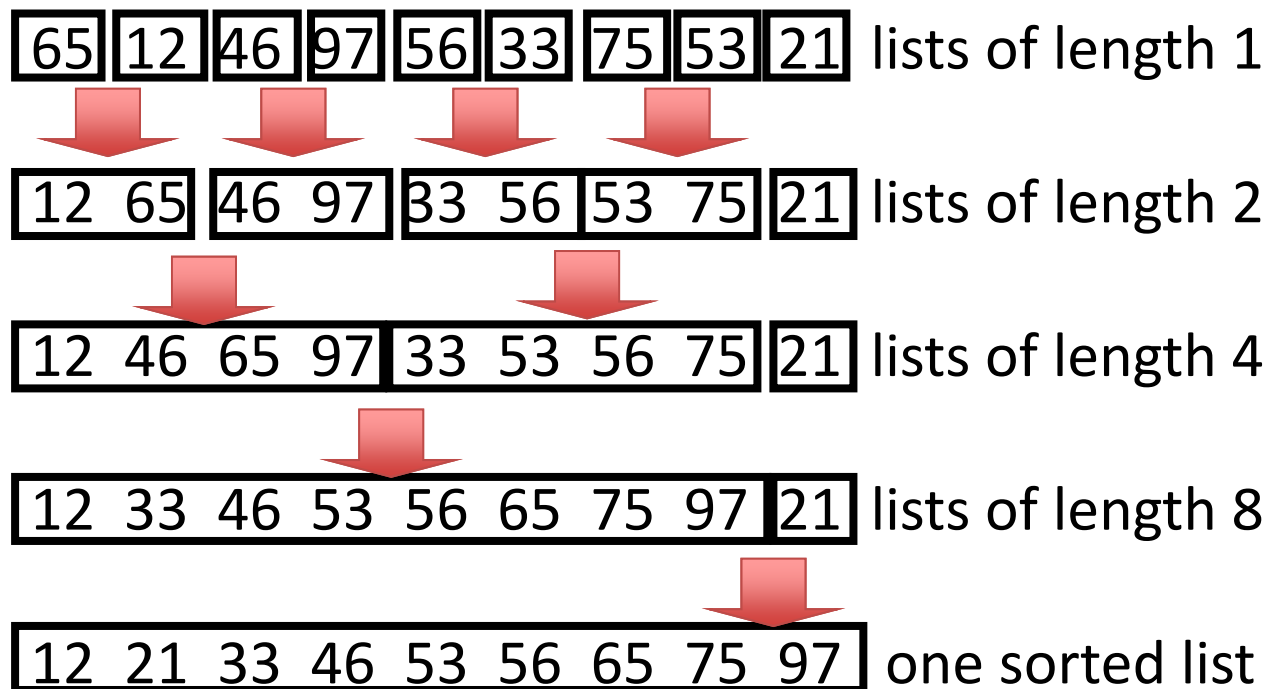 65 12 46 97 56 33 75 53 21 lists of length 1
12 65 46 97 33 56 53 75 21 lists of length 2
12 46 65 97 33 53 56 75 21 lists of length 4
12 33 46 53 56 65 75 97 21 lists of length 8
12 21 33 46 53 56 65 75 97 one sorted list